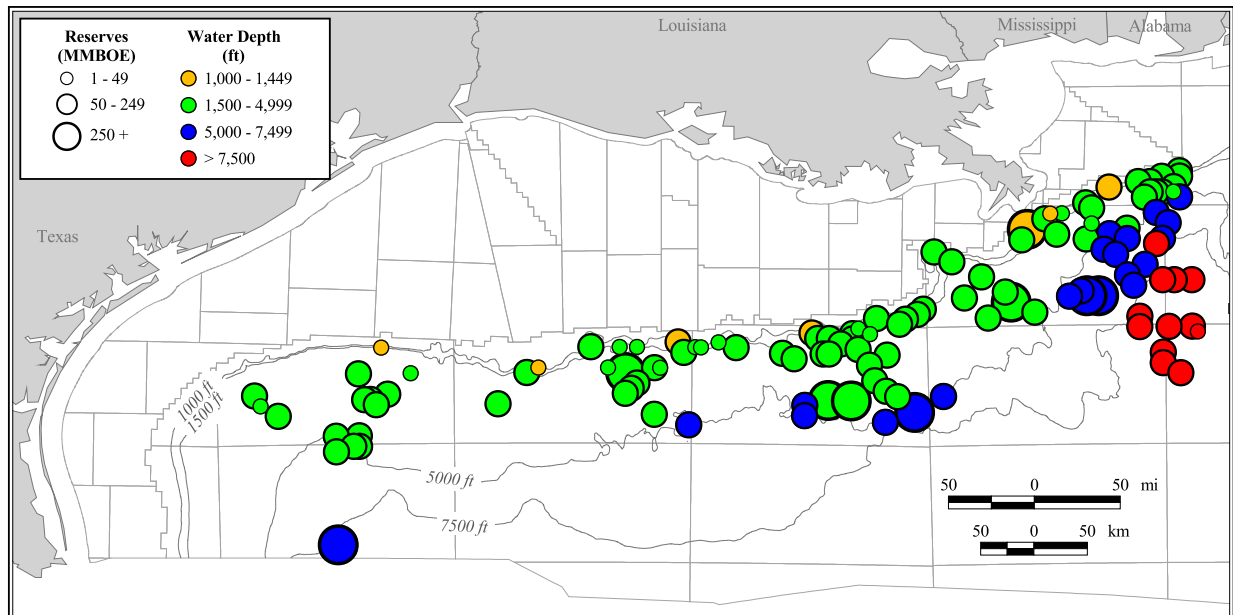 Reserves
(MMBOE)
1 - 49
50 - 249
250 +
Water Depth
(ft)
1,000 - 1,449
1,500 - 4,999
5,000 - 7,499
> 7,500
Louisiana
Mississippi
Alabama
Texas
1000 ft
1500 ft
5000 ft
7500 ft
50 0 50 mi
50 0 50 km